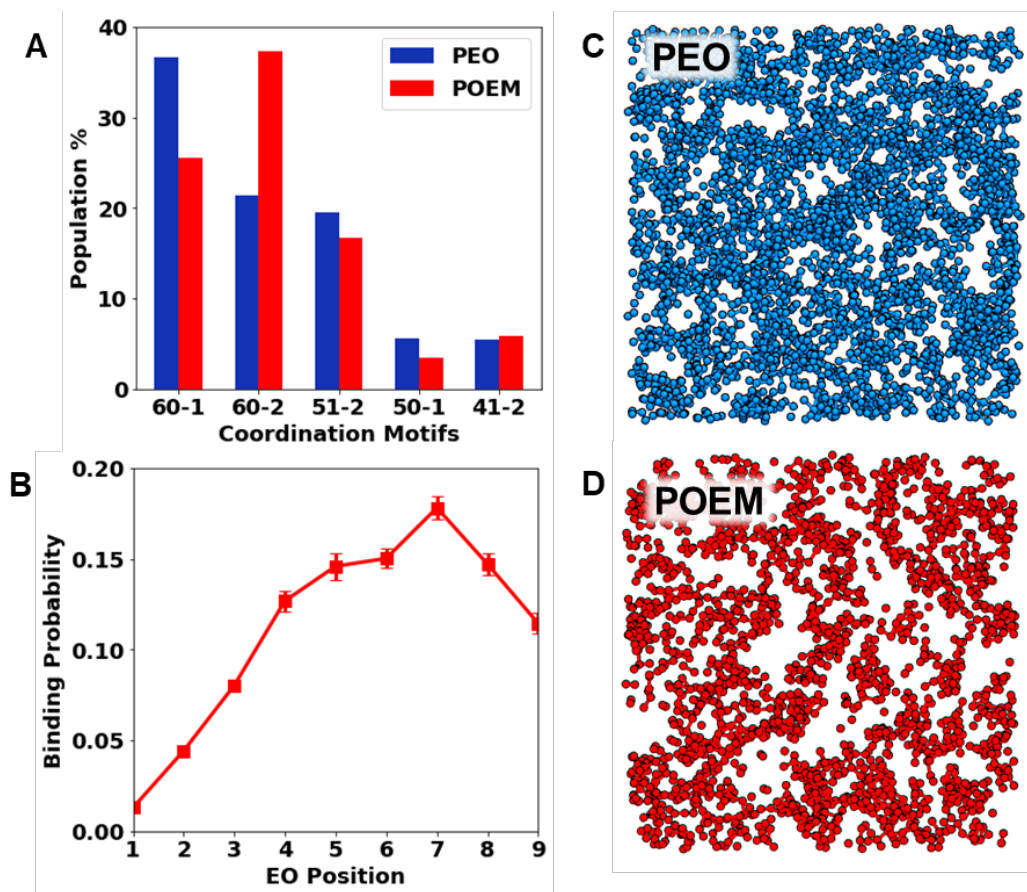 A
40
30
20
10
0
Population %
PEO
POEM
60-1 60-2 51-2 50-1 41-2
Coordination Motifs
B
0.20
0.15
0.10
0.05
0.00
Binding Probability
1 2 3 4 5 6 7 8 9
EO Position
C
PEO
D
POEM